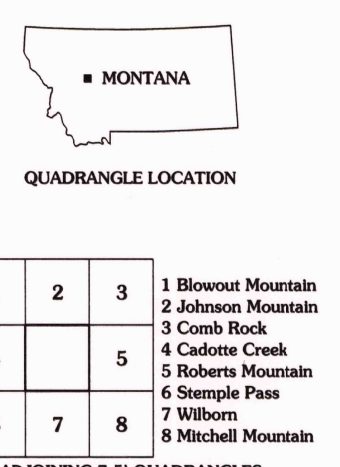 MONTANA
QUADRANGLE LOCATION
2 3
5
7 8
1 Blowout Mountain
2 Johnson Mountain
3 Comb Rock
4 Cadotte Creek
5 Roberts Mountain
6 Stemple Pass
7 Wilborn
8 Mitchell Mountain
ADJOINING 7.5' QUADRANGLES